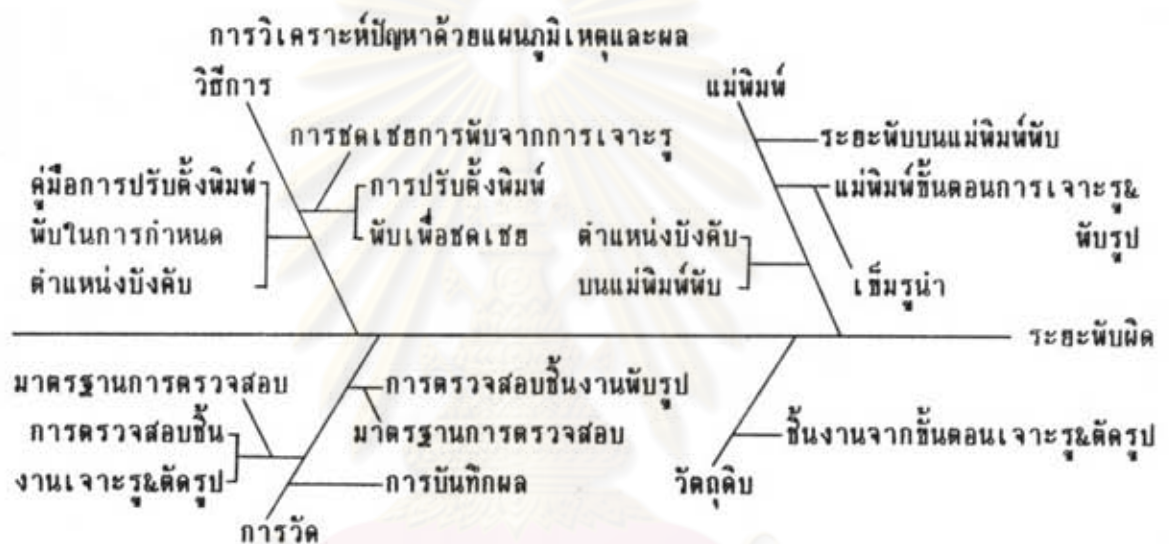 การวิเคราะห์ปัญหาด้วยแผนภูมิเหตุและผล
วิธีการ
แม่พิมพ์
การชดเชยการพับจากการเจาะรู
ระยะพับบนแม่พิมพ์พับ
คู่มือการปรับตั้งพิมพ์
การปรับตั้งพิมพ์
แม่พิมพ์ขั้นตอนการเจาะรู&
พับในการกำหนด
พับเพื่อชดเชย
ตำแหน่งบังคับ
พับรูป
ตำแหน่งบังคับ
บนแม่พิมพ์พับ
เข็มรูนำ
ระยะพับผิด
มาตรฐานการตรวจสอบ
การตรวจสอบชิ้นงานพับรูป
การตรวจสอบชิ้น
มาตรฐานการตรวจสอบ
ชิ้นงานจากขั้นตอนเจาะรู&ตัดรูป
งานเจาะรู&ตัดรูป
การบันทึกผล
วัตถุดิบ
การวัด